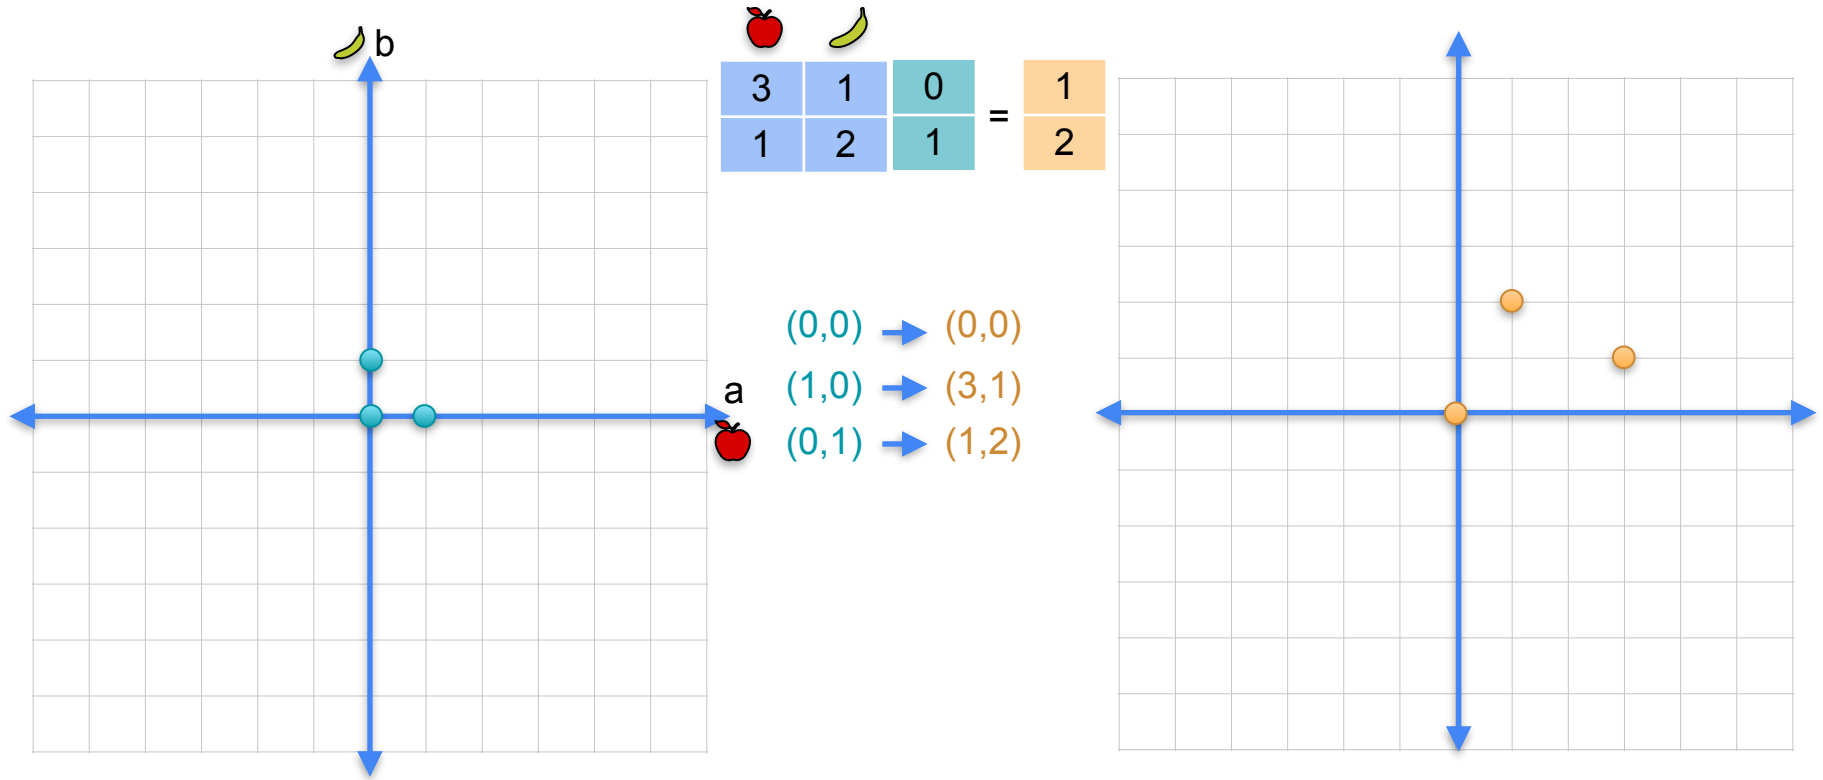 b
3 1 0 = 1
1 2 1 2
(0,0) (0,0)
a
(1,0) (3,1)
(0,1) (1,2)